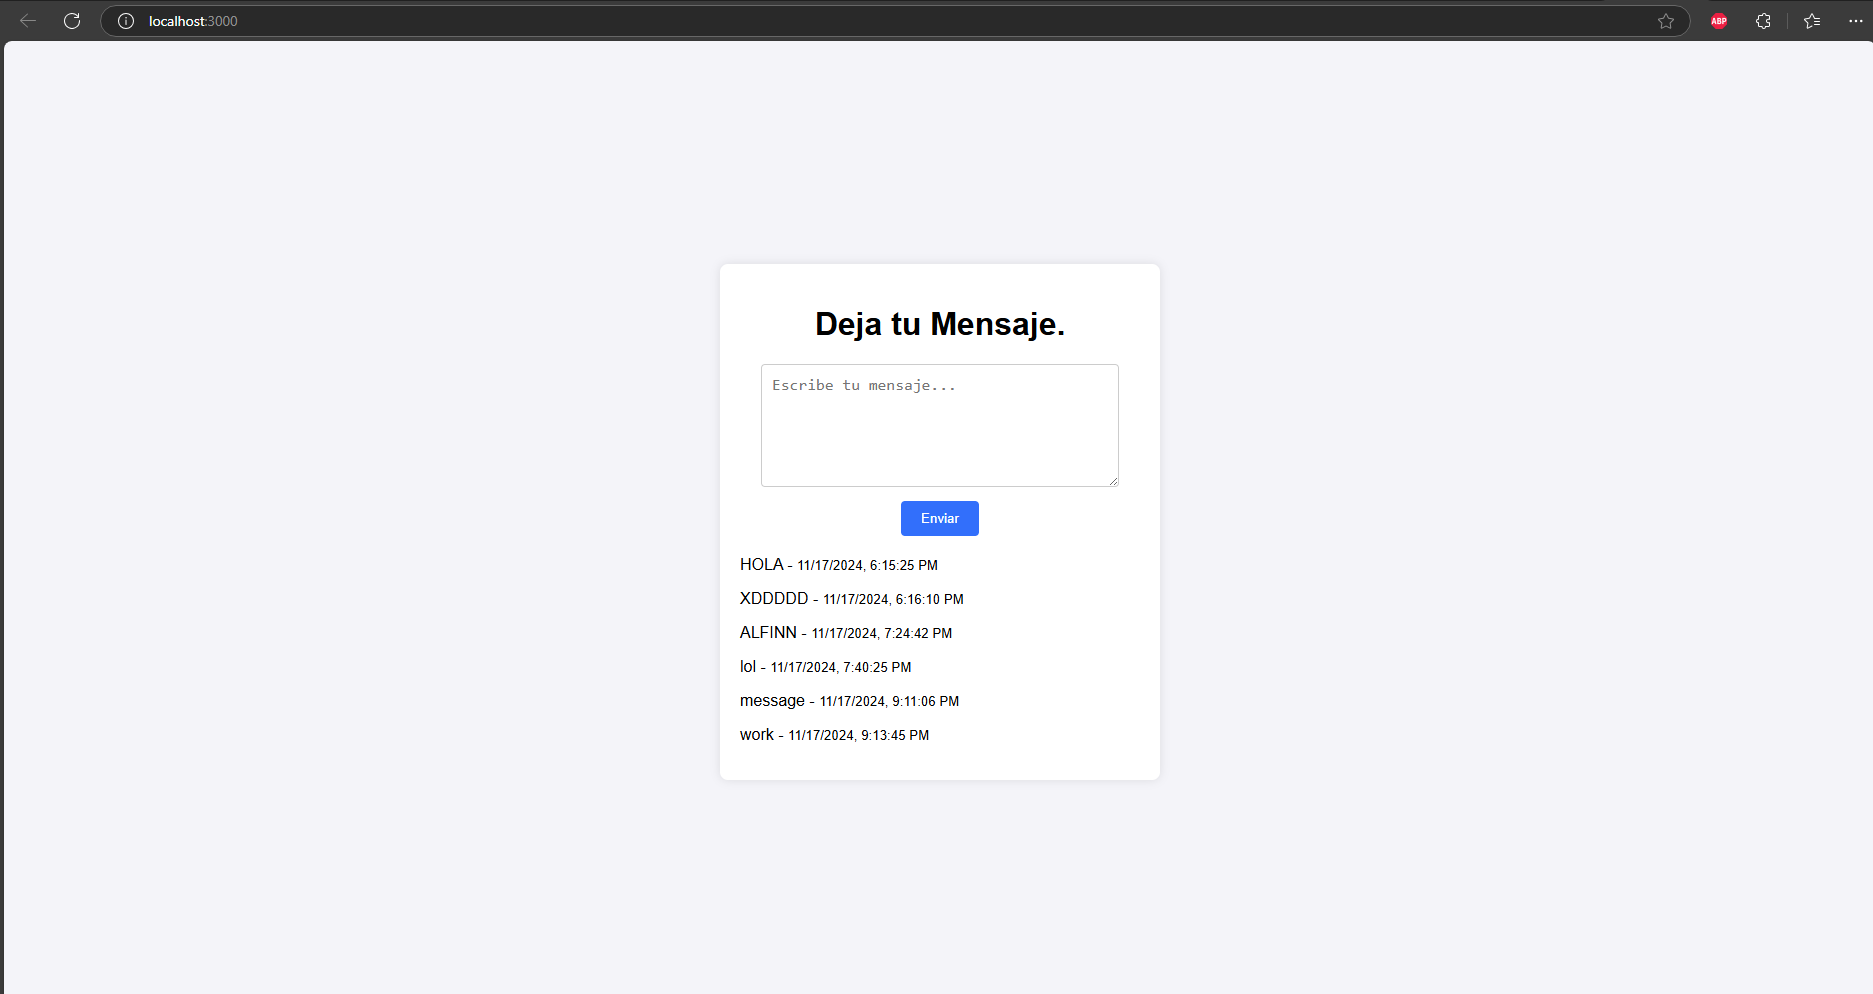 localhost:3000
ABP
Deja tu Mensaje.
Escribe tu mensaje...
Enviar
HOLA - 11/17/2024, 6:15:25 PM
XDDDDD - 11/17/2024, 6:16:10 PM
ALFINN - 11/17/2024, 7:24:42 PM
lol - 11/17/2024, 7:40:25 PM
message - 11/17/2024, 9:11:06 PM
work - 11/17/2024, 9:13:45 PM